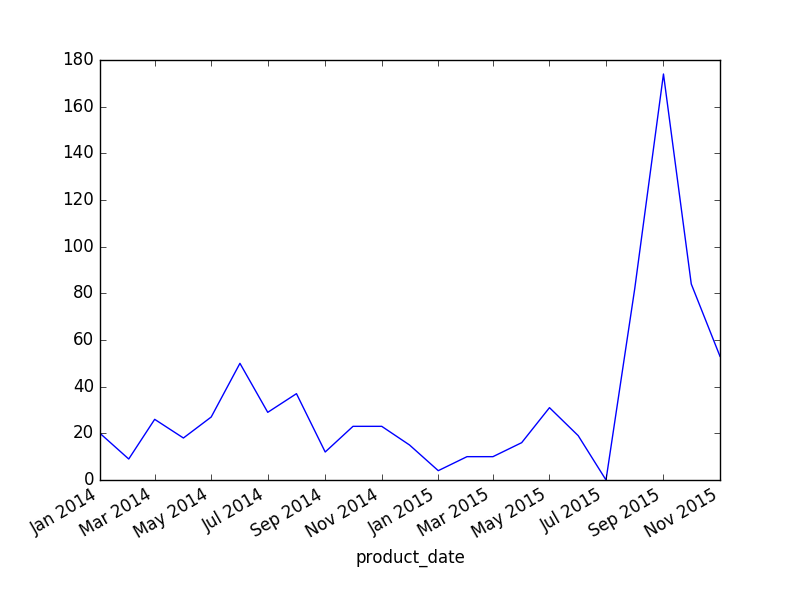 180
160
140
120
100
80
60
40
20
0
Jan 2014
Mar 2014
May 2014
Jul 2014
Sep 2014
Nov 2014
Jan 2015
Mar 2015
May 2015
Jul 2015
Sep 2015
Nov 2015
product_date